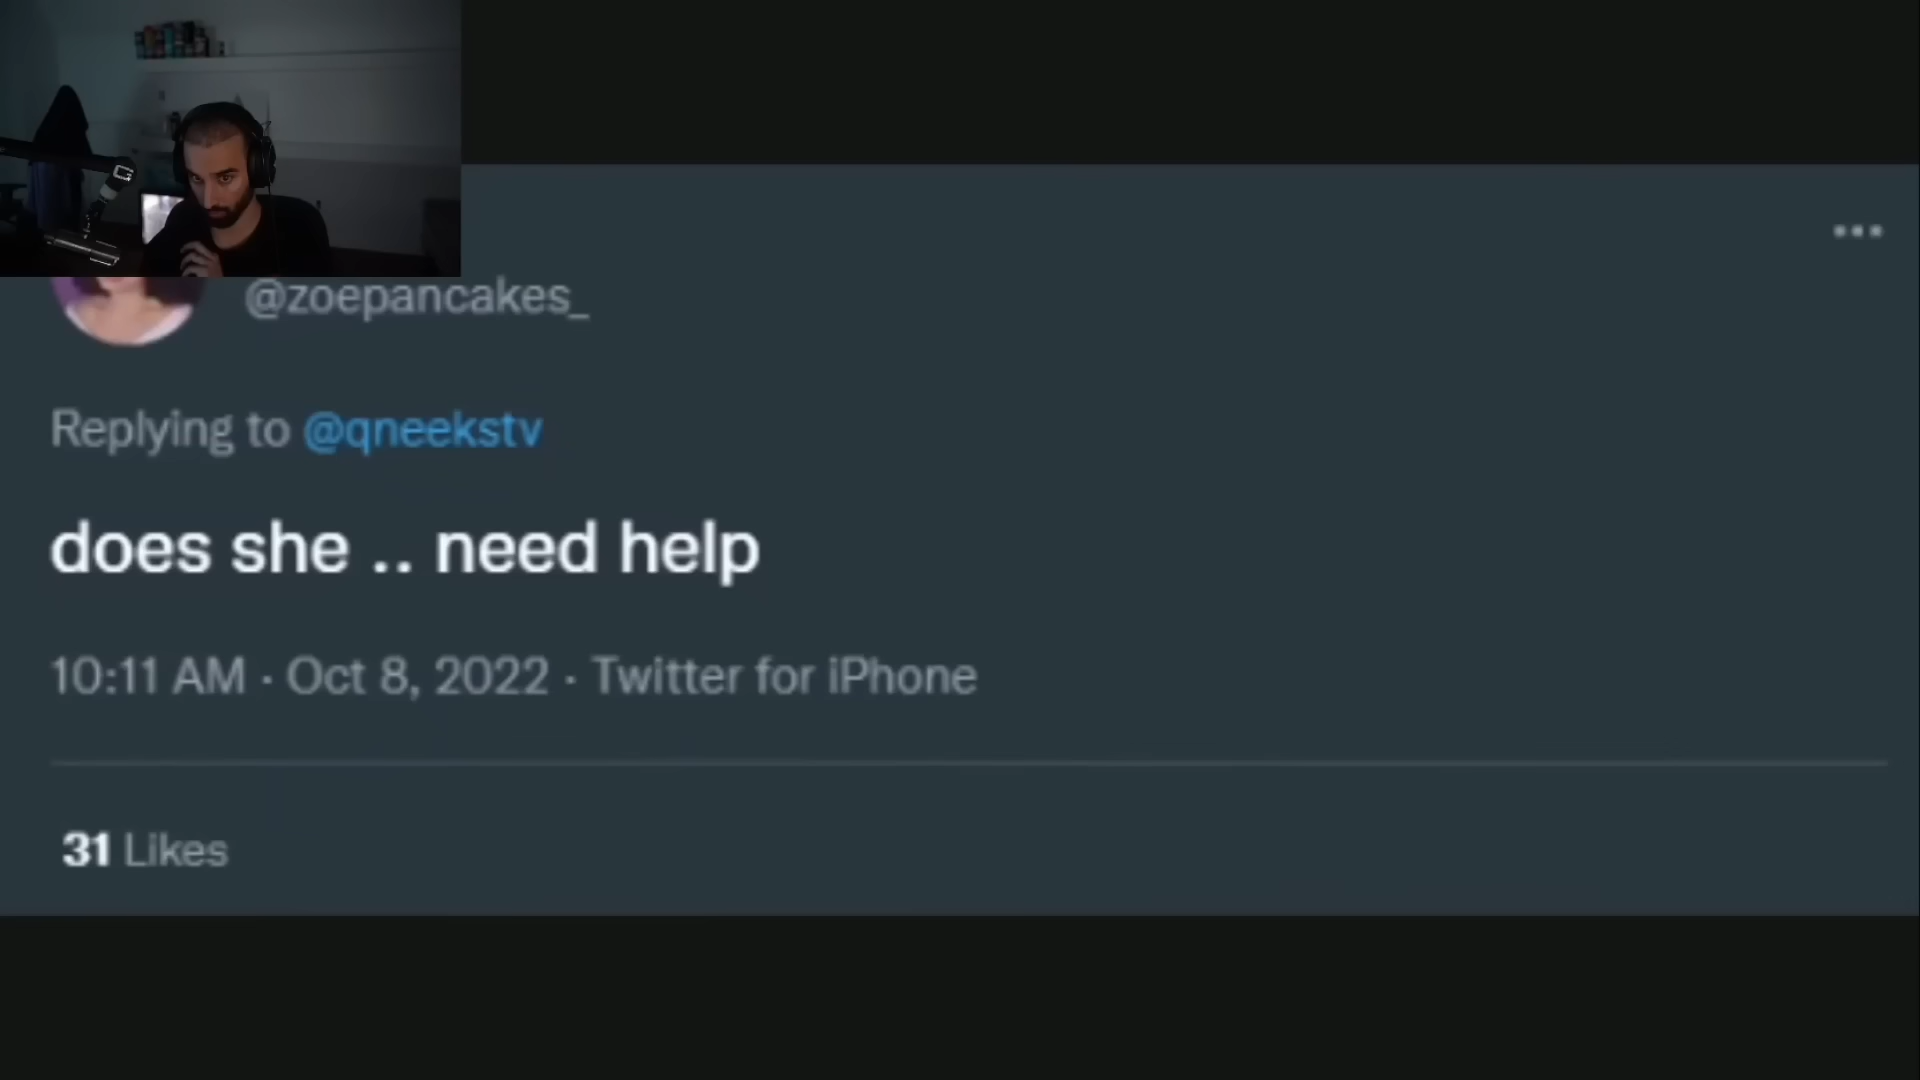 @zoepancakes_
Replying to @qneekstv
does she .. need help
10:11 AM · Oct 8, 2022 · Twitter for iPhone
31 Likes